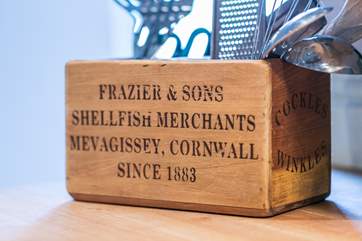 FRAZIER & SONS
SHELLFISH MERCHANTS
MEVAGISSEY, CORNWALL
SINCE 1883
COCKLES
WINKLES